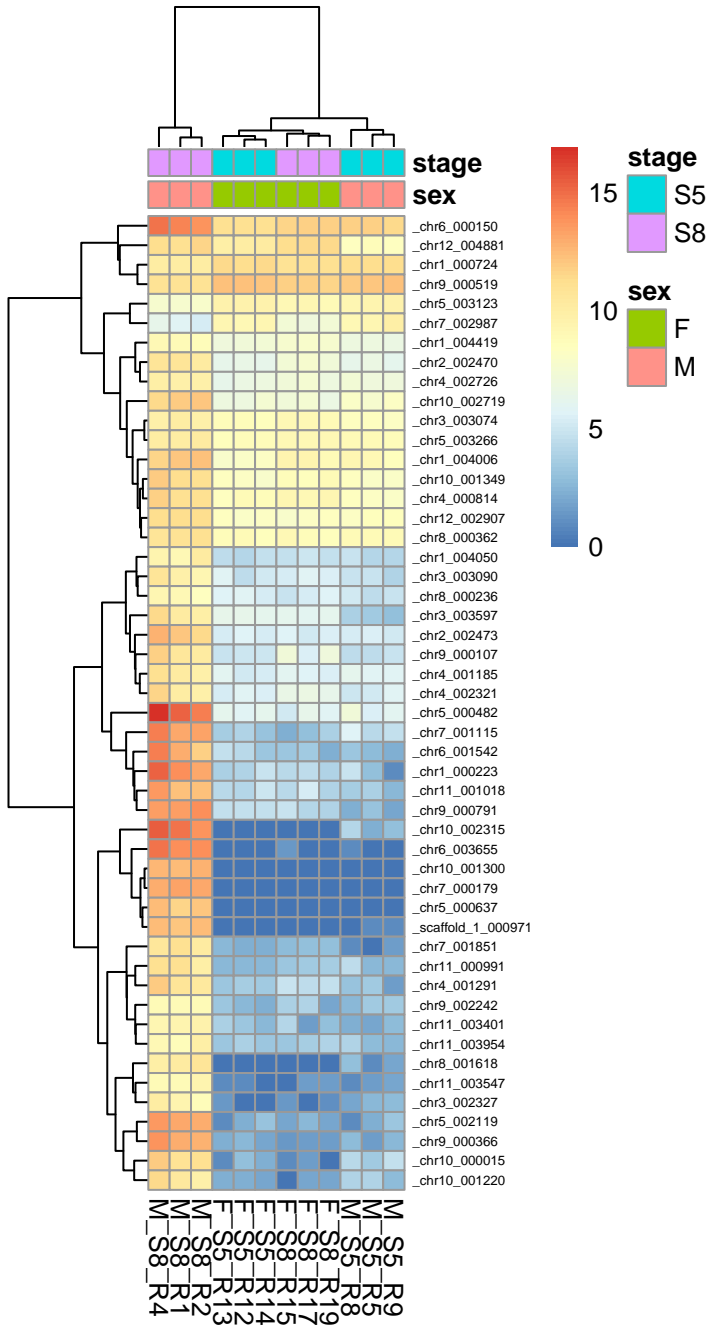 stage
sex
_chr6_000150
_chr12_004881
_chr1_000724
_chr9_000519
_chr5_003123
_chr7_002987
_chr1_004419
_chr2_002470
_chr4_002726
_chr10_002719
_chr3_003074
_chr5_003266
_chr1_004006
_chr10_001349
_chr4_000814
_chr12_002907
_chr8_000362
_chr1_004050
_chr3_003090
_chr8_000236
_chr3_003597
_chr2_002473
_chr9_000107
_chr4_001185
_chr4_002321
_chr5_000482
_chr7_001115
_chr6_001542
_chr1_000223
_chr11_001018
_chr9_000791
_chr10_002315
_chr6_003655
_chr10_001300
_chr7_000179
_chr5_000637
_scaffold_1_000971
_chr7_001851
_chr11_000991
_chr4_001291
_chr9_002242
_chr11_003401
_chr11_003954
_chr8_001618
_chr11_003547
_chr3_002327
_chr5_002119
_chr9_000366
_chr10_000015
_chr10_001220
M_S8_R4
M_S8_R1
M_S8_R2
F_S5_R13
F_S5_R12
F_S5_R14
F_S8_R15
F_S8_R17
F_S8_R19
M_S5_R8
M_S5_R5
M_S5_R9
15
10
5
0
stage
S5
S8
sex
F
M